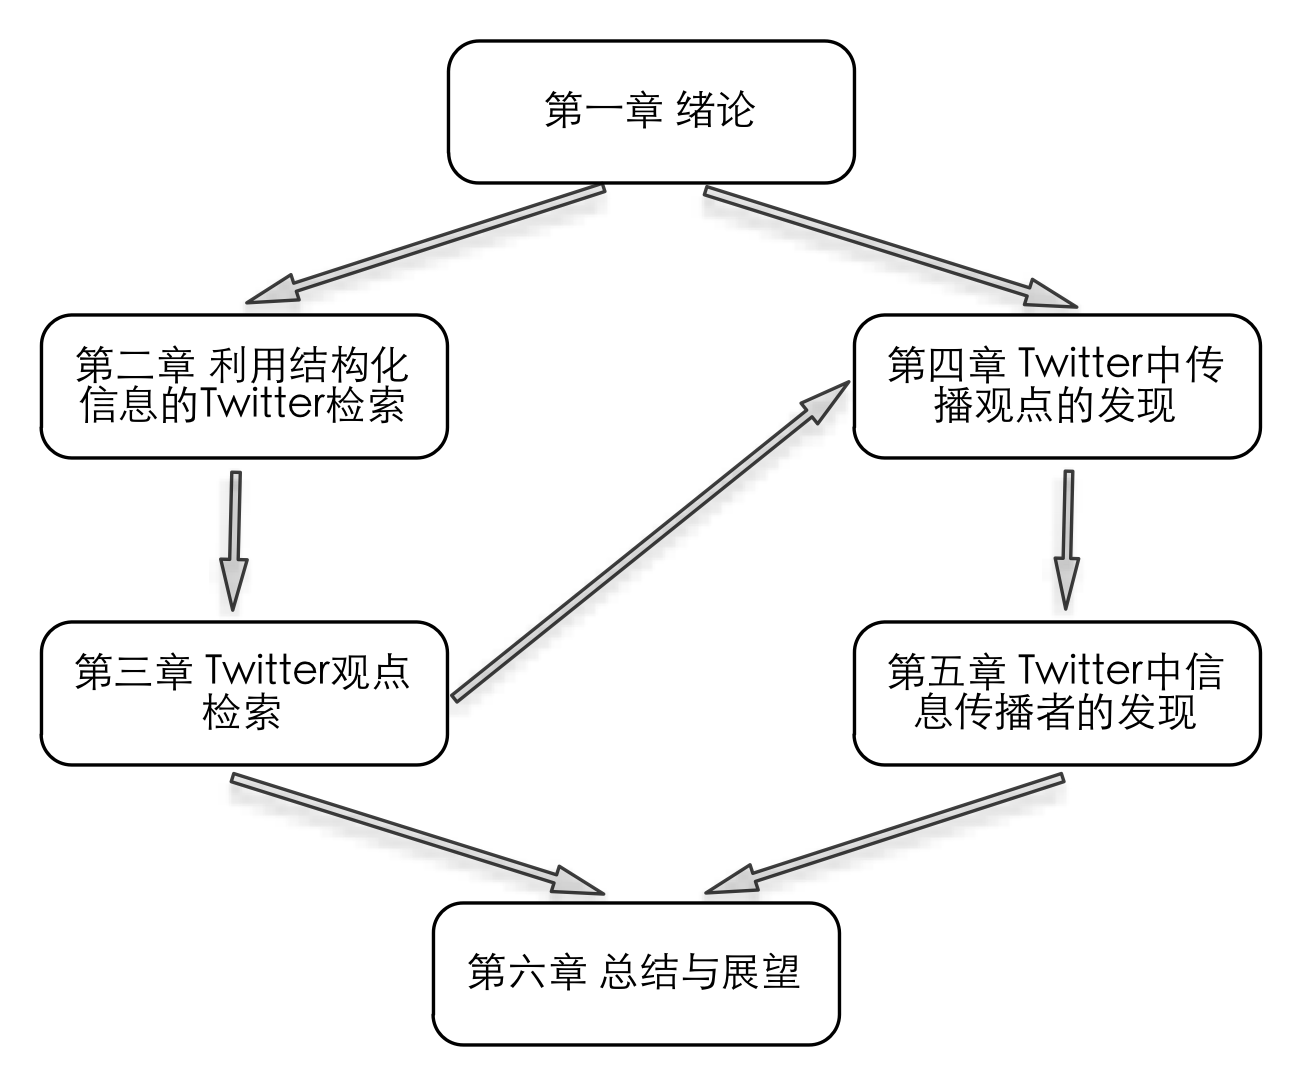 第一章 绪论
第二章 利用结构化
信息的Twitter检索
第四章 Twitter中传
播观点的发现
第三章 Twitter观点
检索
第五章 Twitter中信
息传播者的发现
第六章 总结与展望